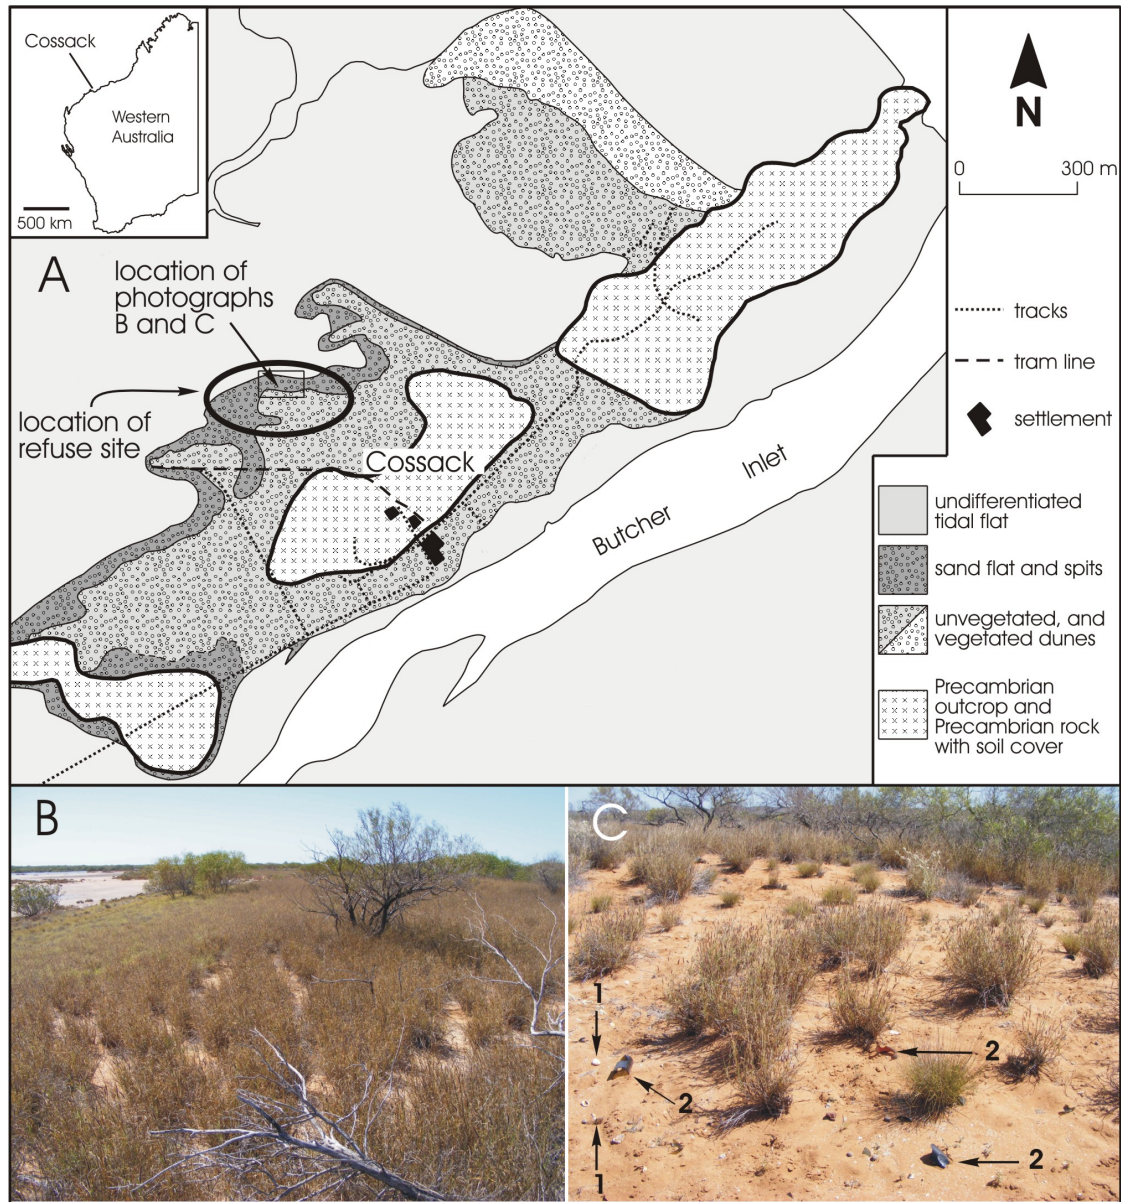 Cossack
Western
Australia
500 km
N
0 300 m
A
location of
photographs
B and C
location of
refuse site
Cossack
Inlet
Butcher
tracks
tram line
settlement
undifferentiated
tidal flat
sand flat and spits
unvegetated, and
vegetated dunes
Precambrian
outcrop and
Precambrian rock
with soil cover
B
C
1
2
2
1
2